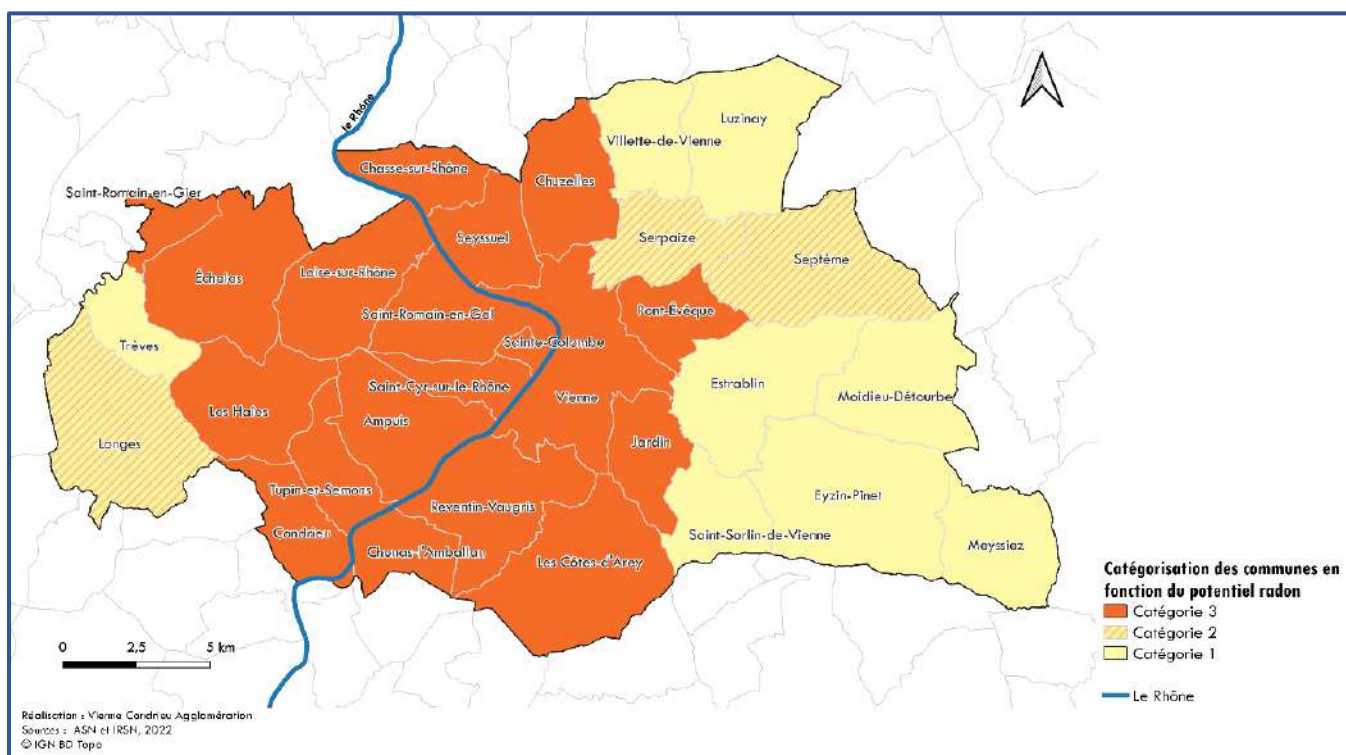 le Rhône
Luzinay
Villette-de-Vienne
Chasse-sur-Rhône
Chuzelles
Saint-Romain-en-Gier
Seyssuel
Serpaize
Septème
Échalas
Loire-sur-Rhône
Saint-Romain-en-Gal
Pont-Évêque
Sainte-Colombe
Trèves
Saint-Cyr-sur-le-Rhône
Estrablin
Vienne
Moidieu-Détourbe
Les Haies
Ampuis
Longes
Jardin
Tupin-et-Semons
Eyzin-Pinet
Reventin-Vaugris
Condrieu
Saint-Sorlin-de-Vienne
Meyssiez
Chonas-l'Amballan
Les Côtes-d'Arey
Catégorisation des communes en
fonction du potentiel radon
Catégorie 3
Catégorie 2
Catégorie 1
Le Rhône
0 2,5 5 km
Réalisation : Vienne Condrieu Agglomération
Sources : ASN et IRSN, 2022
© IGN BD Topo